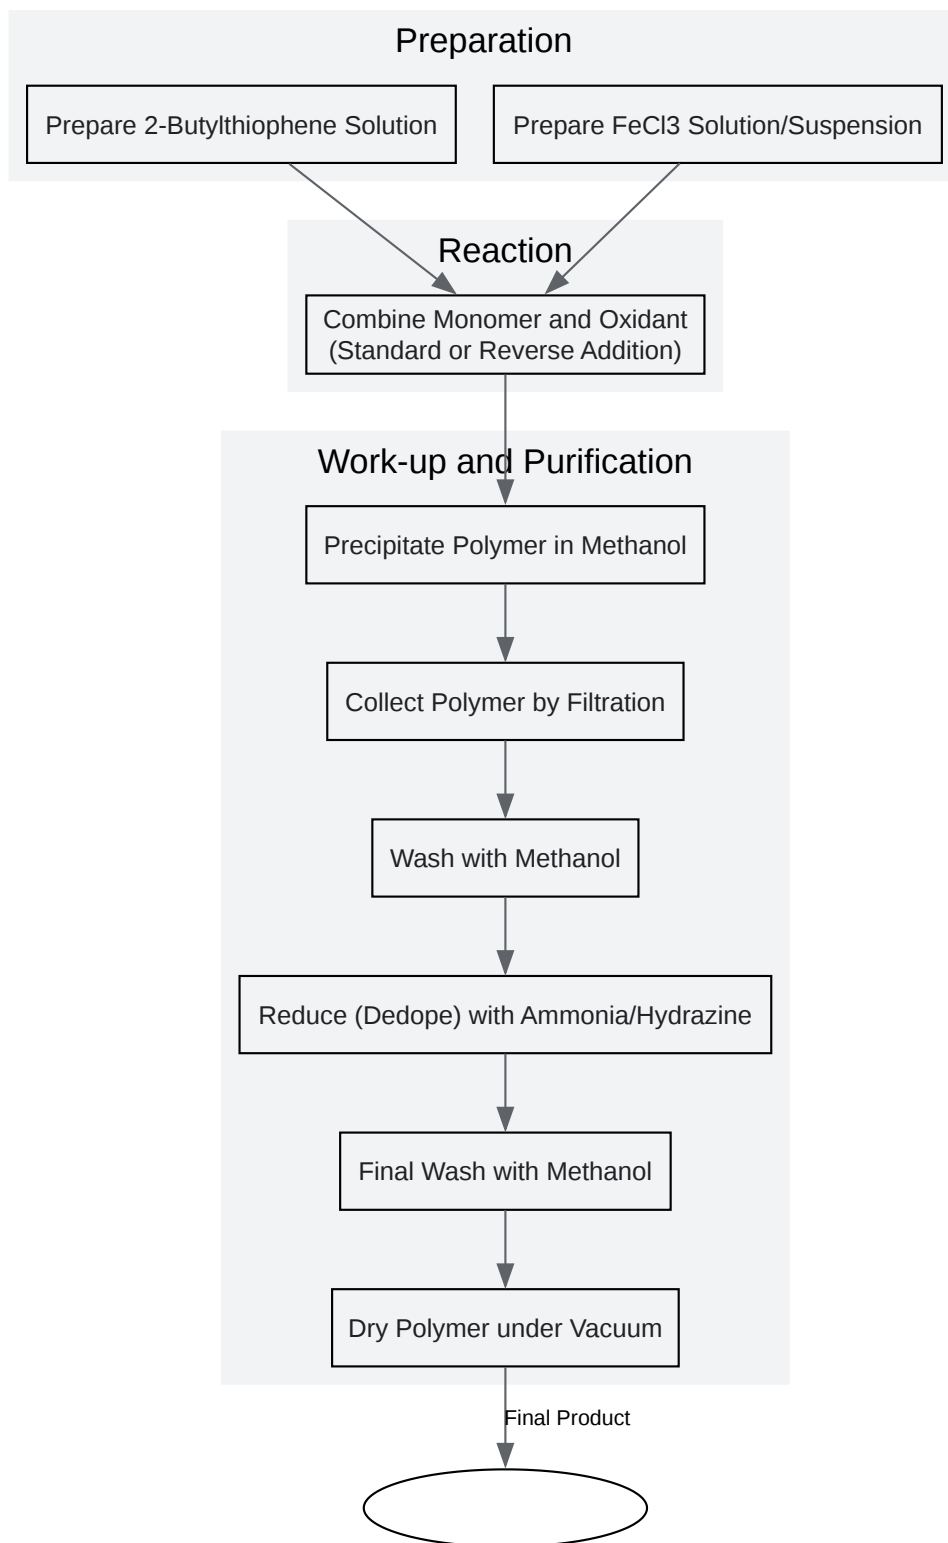 Preparation
Prepare 2-Butylthiophene Solution
Prepare FeCl3 Solution/Suspension
Reaction
Combine Monomer and Oxidant
(Standard or Reverse Addition)
Work-up and Purification
Precipitate Polymer in Methanol
Collect Polymer by Filtration
Wash with Methanol
Reduce (Dedope) with Ammonia/Hydrazine
Final Wash with Methanol
Dry Polymer under Vacuum
Final Product